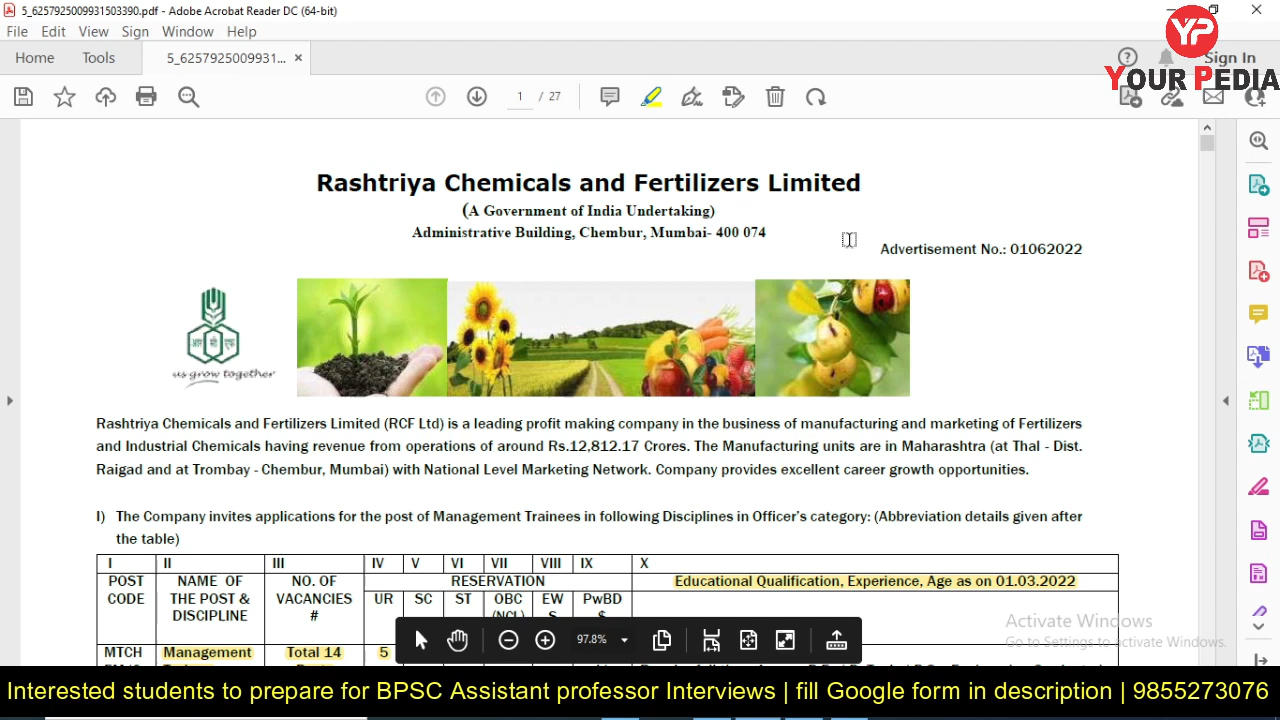 5_6257925009931503390.pdf - Adobe Acrobat Reader DC (64-bit)
File Edit View Sign Window Help
Home Tools 5_6257925009931... × Sign In
YP
YOUR PEDIA
1 / 27
Rashtriya Chemicals and Fertilizers Limited
(A Government of India Undertaking)
Administrative Building, Chembur, Mumbai- 400 074
Advertisement No.: 01062022
us grow together
Rashtriya Chemicals and Fertilizers Limited (RCF Ltd) is a leading profit making company in the business of manufacturing and marketing of Fertilizers
and Industrial Chemicals having revenue from operations of around Rs.12,812.17 Crores. The Manufacturing units are in Maharashtra (at Thal - Dist.
Raigad and at Trombay - Chembur, Mumbai) with National Level Marketing Network. Company provides excellent career growth opportunities.
I) The Company invites applications for the post of Management Trainees in following Disciplines in Officer's category: (Abbreviation details given after
the table)
I II III IV V VI VII VIII IX X
POST NAME OF NO. OF RESERVATION Educational Qualification, Experience, Age as on 01.03.2022
CODE THE POST & VACANCIES UR SC ST OBC EW PwBD
DISCIPLINE # (NCL) S $
97.8%
MTCH Management Total 14 5
Activate Windows
Go to Settings to activate Windows.
Interested students to prepare for BPSC Assistant professor Interviews | fill Google form in description | 9855273076